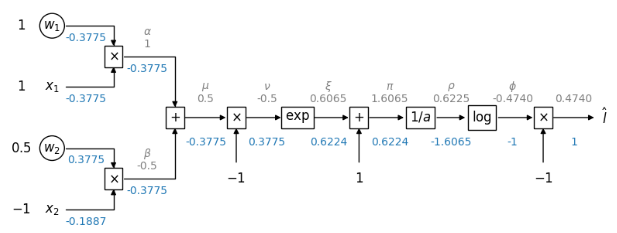 1 w₁ α
-0.3775 1
× -0.3775
1 x₁
-0.3775
μ ν ξ π ρ ϕ
0.5 -0.5 0.6065 1.6065 0.6225 -0.4740 0.4740
+ × exp + 1/a log × Î
-0.3775 0.3775 0.6224 0.6224 -1.6065 -1 1
0.5 w₂ β
0.3775 -0.5
× -0.3775
−1 1 −1
−1 x₂
-0.1887